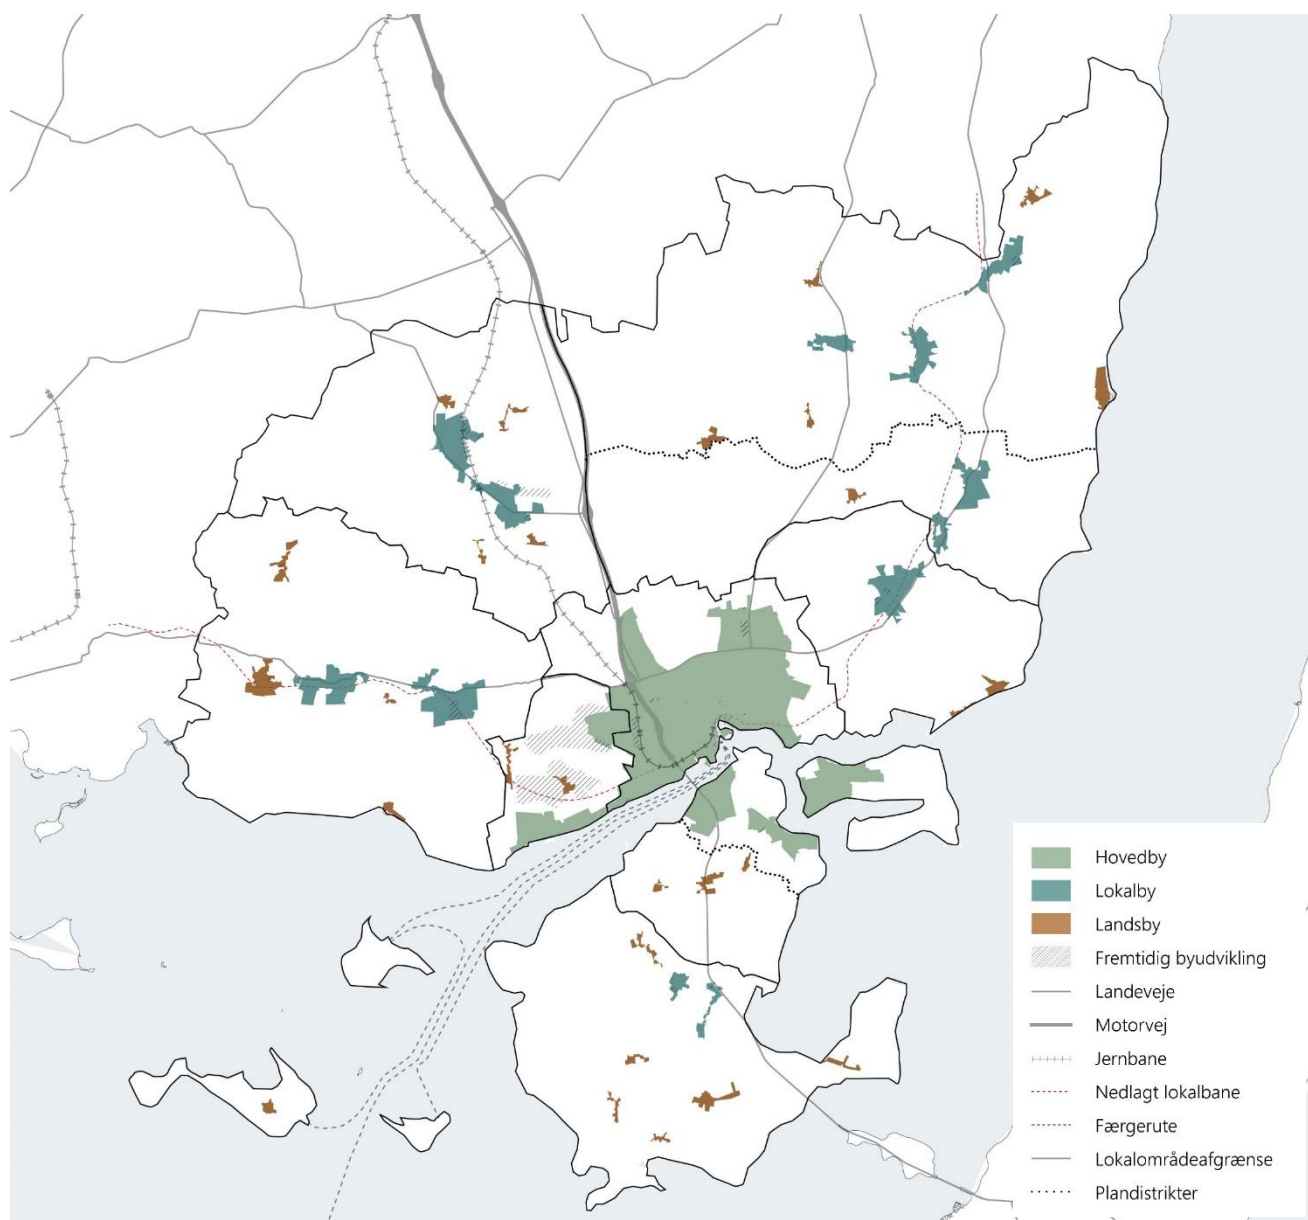 Hovedby
Lokalby
Landsby
Fremtidig byudvikling
Landeveje
Motorvej
Jernbane
Nedlagt lokalbane
Færgerute
Lokalområdeafgrænse
Plandistrikter